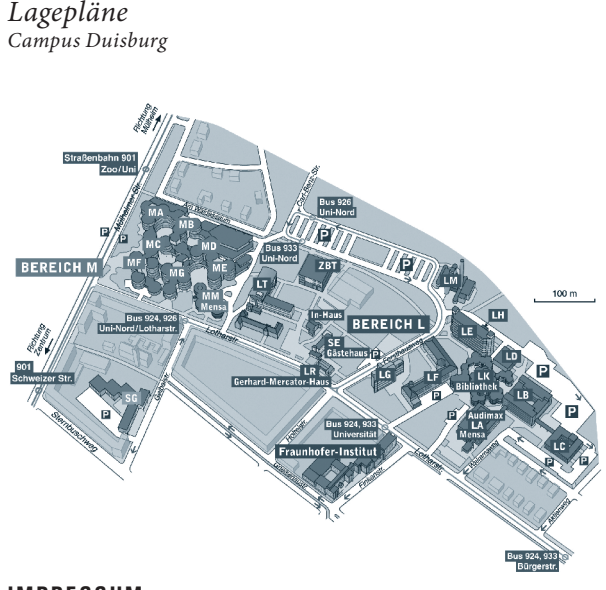 Lagepläne
Campus Duisburg
Richtung
Mülheim
Straßenbahn 901
Zoo/Uni
Mülheimer Str.
Carl-Benz-Str.
Bus 926
Uni-Nord
MA
MB
MC
MD
MF
MG
ME
MM
Mensa
P
P
P
P
Bus 933
Uni-Nord
BEREICH M
ZBT
LT
LM
100 m
Bus 924, 926
Uni-Nord/Lotharstr.
In-Haus
BEREICH L
LH
LE
Lotharstr.
SE
Gästehaus
P
LD
Richtung
Zentrum
LR
Gerhard-Mercator-Haus
LG
LF
LK
Bibliothek
P
901
Schweizer Str.
SG
P
P
LB
P
Audimax
LA
Mensa
P
Sternbuschweg
Bus 924, 933
Universität
LC
P
P
Fraunhofer-Institut
Lotharstr.
Finkenstr.
Aktienweg
Bus 924, 933
Bürgerstr.
IMPRESSUM